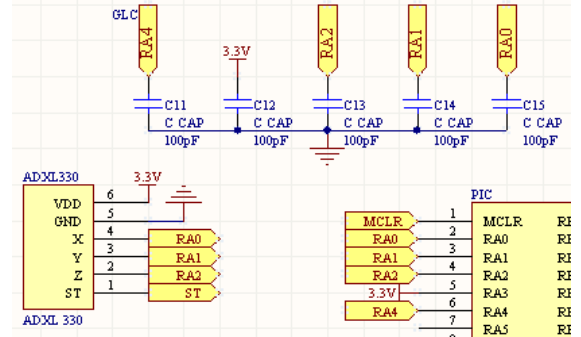 GLC
RA4
RA2
RA1
RA0
3.3V
C11
C12
C13
C14
C15
C CAP
C CAP
C CAP
C CAP
C CAP
100pF
100pF
100pF
100pF
100pF
ADXL330
3.3V
VDD 6
GND 5
X 4 RA0
Y 3 RA1
Z 2 RA2
ST 1 ST
ADXL 330
PIC
MCLR 1 MCLR
RA0 2 RA0
RA1 3 RA1
RA2 4 RA2
3.3V 5 RA3
RA4 6 RA4
7 RA5